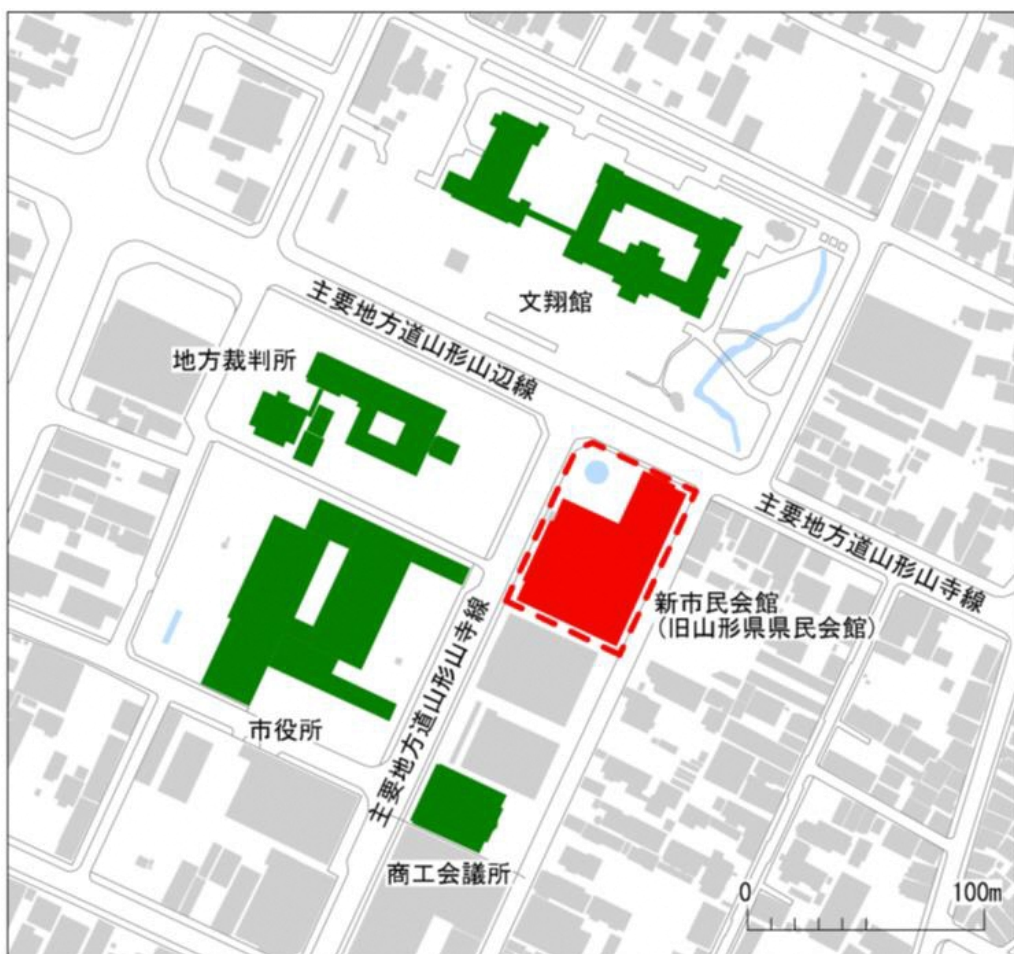 文翔館
主要地方道山形山辺線
地方裁判所
主要地方道山形山寺線
新市民会館
（旧山形県県民会館）
主要地方道山形山寺線
市役所
商工会議所
0 100m